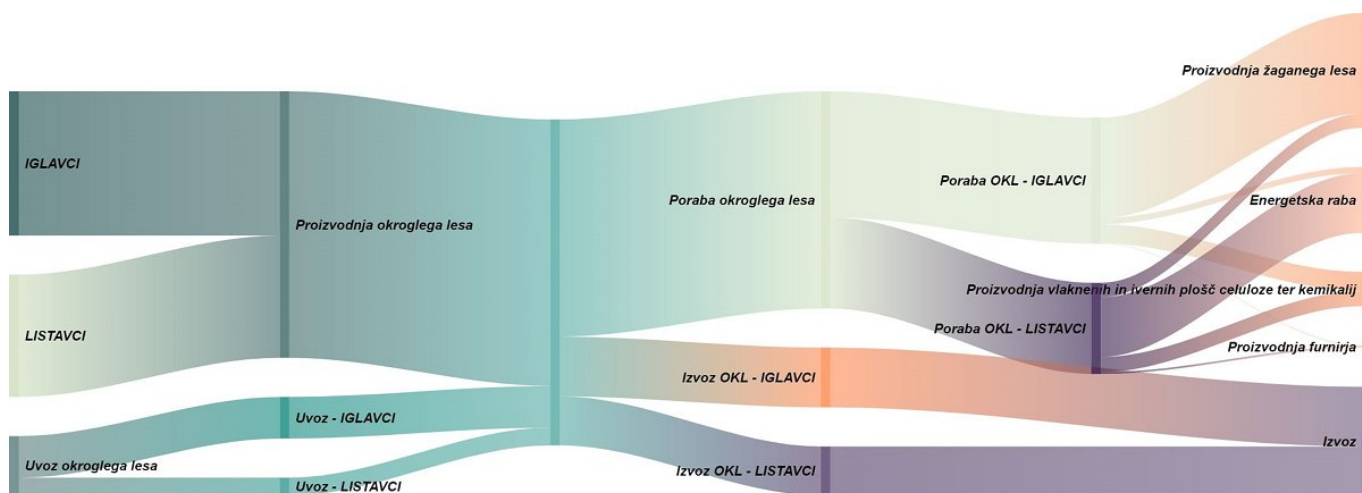 IGLAVCI
LISTAVCI
Uvoz okroglega lesa
Proizvodnja okroglega lesa
Uvoz - IGLAVCI
Uvoz - LISTAVCI
Poraba okroglega lesa
Izvoz OKL - IGLAVCI
Izvoz OKL - LISTAVCI
Poraba OKL - IGLAVCI
Poraba OKL - LISTAVCI
Proizvodnja žaganega lesa
Energetska raba
Proizvodnja vlaknenih in ivernih plošč celuloze ter kemikalij
Proizvodnja furnirja
Izvoz